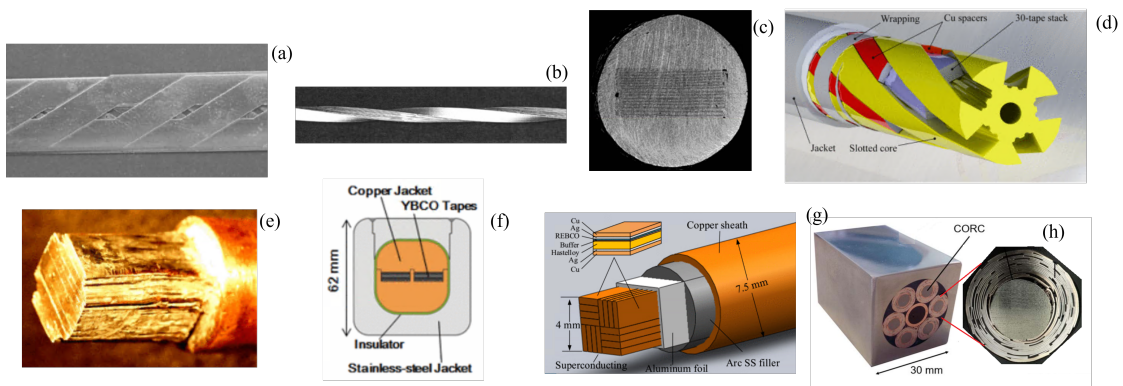 (a)
(b)
(c)
Wrapping
Cu spacers
30-tape stack
(d)
Jacket
Slotted core
(e)
Copper Jacket
YBCO Tapes
(f)
62 mm
Insulator
Stainless-steel Jacket
Cu
Ag
REBCO
Buffer
Hastelloy
Ag
Cu
Copper sheath
(g)
7.5 mm
4 mm
Superconducting
Aluminum foil
Arc SS filler
CORC
(h)
30 mm